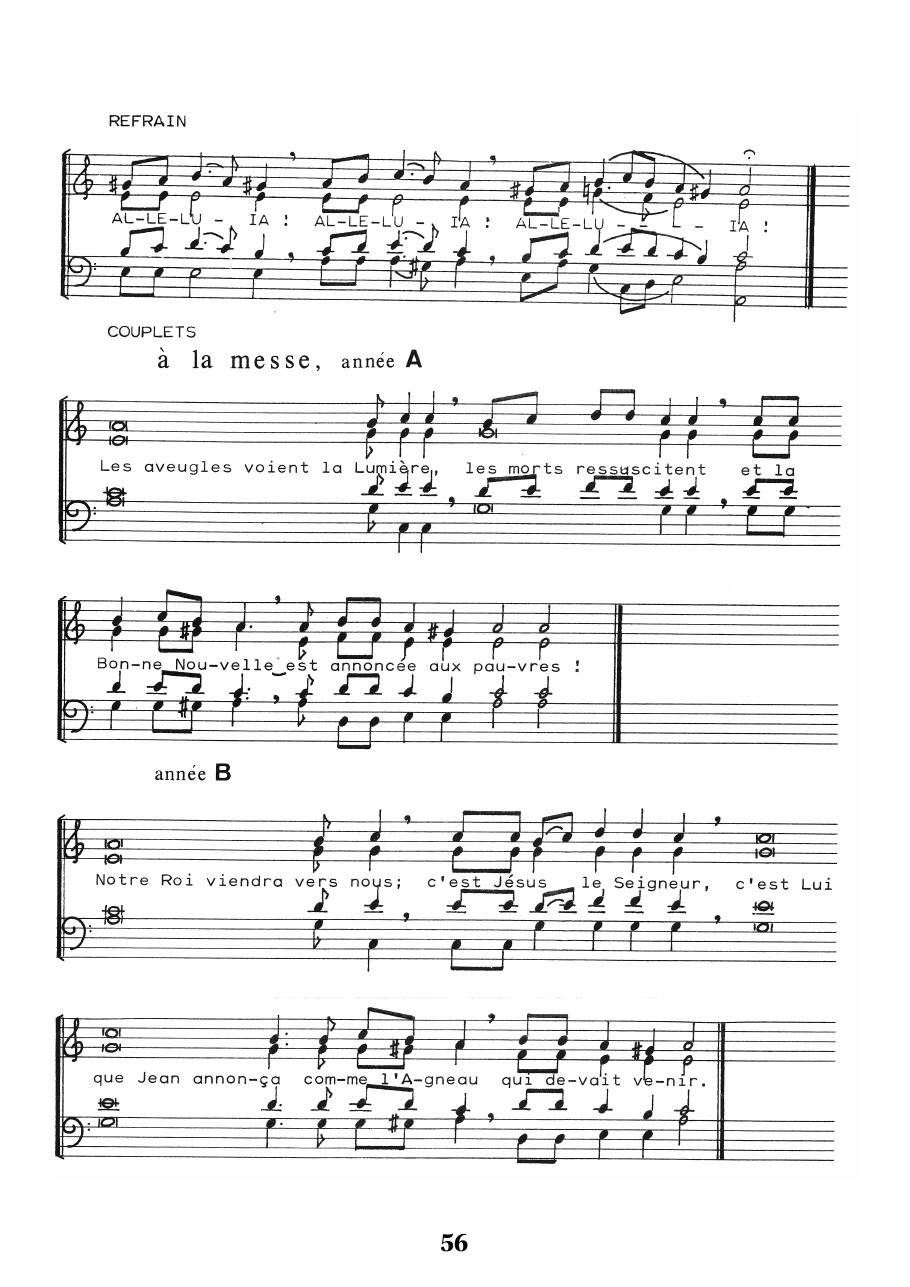 REFRAIN
AL-LE-LU - IA : AL-LE-LU - IA : AL-LE-LU - - L - IA !
COUPLETS
à la messe, année A
Les aveugles voient la Lumière, les morts ressuscitent et la
Bon-ne Nou-velle est annoncée aux pau-vres !
année B
Notre Roi viendra vers nous; c'est Jésus le Seigneur, c'est Lui
que Jean annon-ça com-me l'A-gneau qui de-vait ve-nir.
56